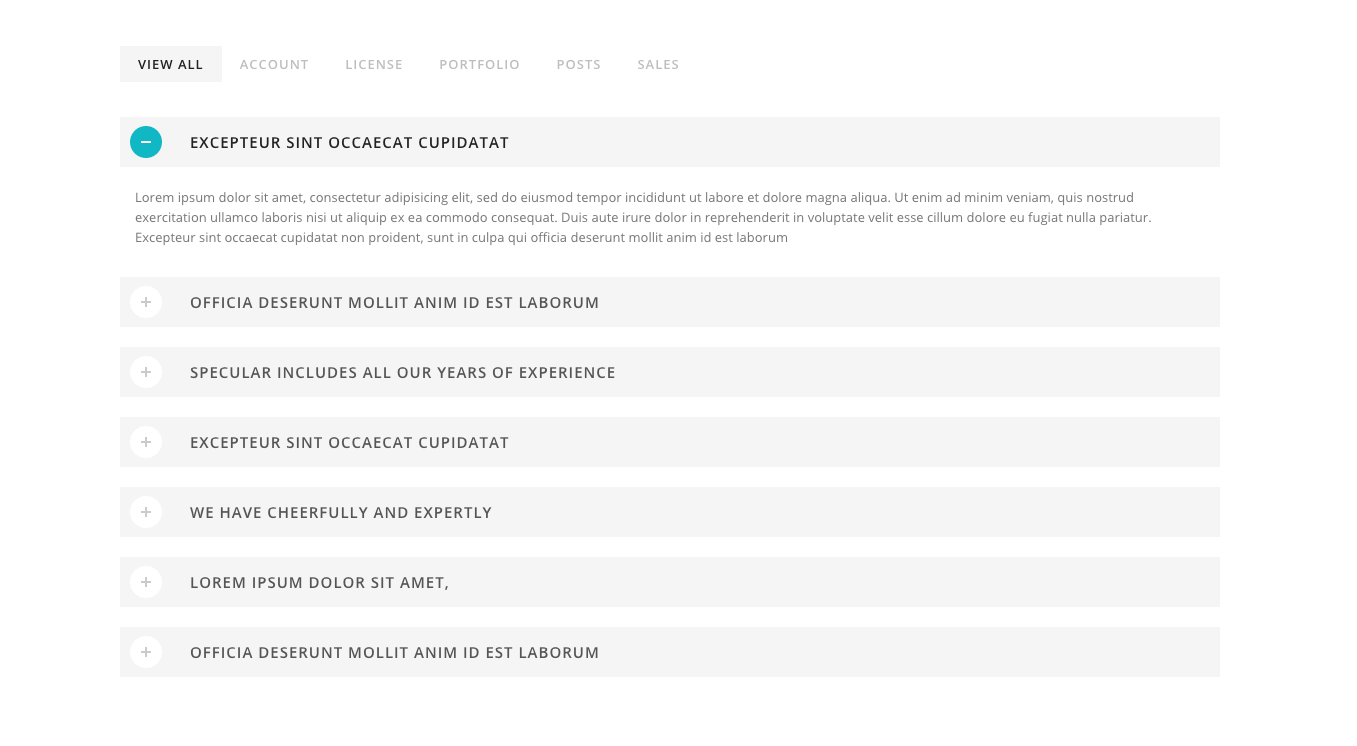 VIEW ALL ACCOUNT LICENSE PORTFOLIO POSTS SALES
EXCEPTEUR SINT OCCAECAT CUPIDATAT
Lorem ipsum dolor sit amet, consectetur adipisicing elit, sed do eiusmod tempor incididunt ut labore et dolore magna aliqua. Ut enim ad minim veniam, quis nostrud
exercitation ullamco laboris nisi ut aliquip ex ea commodo consequat. Duis aute irure dolor in reprehenderit in voluptate velit esse cillum dolore eu fugiat nulla pariatur.
Excepteur sint occaecat cupidatat non proident, sunt in culpa qui officia deserunt mollit anim id est laborum
OFFICIA DESERUNT MOLLIT ANIM ID EST LABORUM
SPECULAR INCLUDES ALL OUR YEARS OF EXPERIENCE
EXCEPTEUR SINT OCCAECAT CUPIDATAT
WE HAVE CHEERFULLY AND EXPERTLY
LOREM IPSUM DOLOR SIT AMET,
OFFICIA DESERUNT MOLLIT ANIM ID EST LABORUM